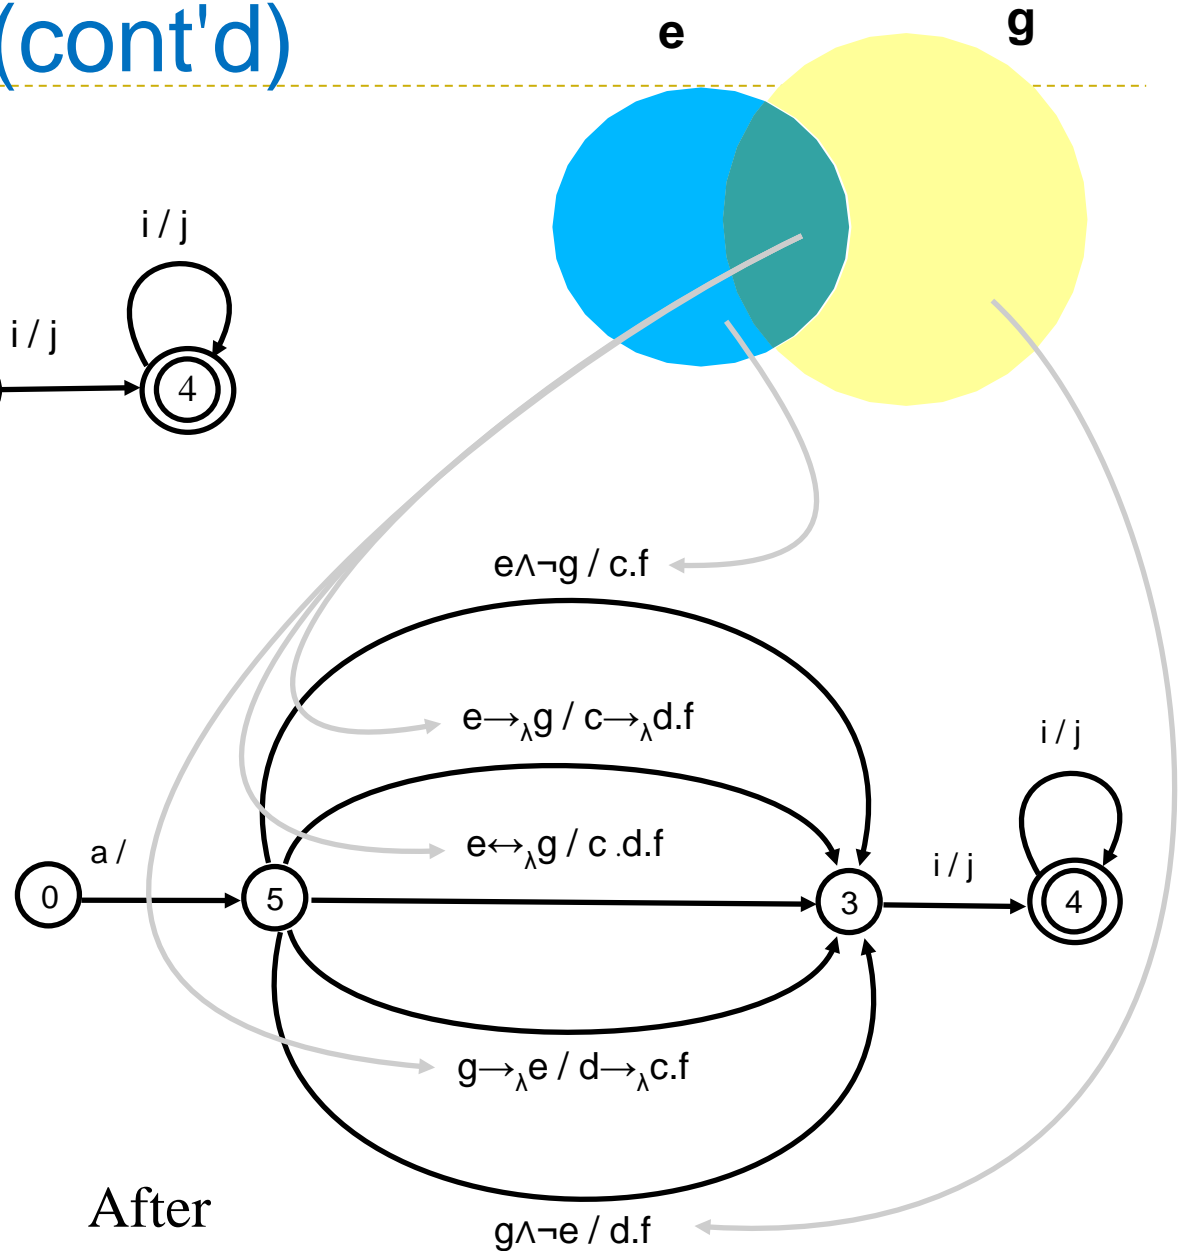 (cont'd)
e
g
i / j
i / j
4
e∧¬g / c.f
e→λg / c→λd.f
i / j
e↔λg / c .d.f
a /
i / j
0
5
3
4
g→λe / d→λc.f
After
g∧¬e / d.f